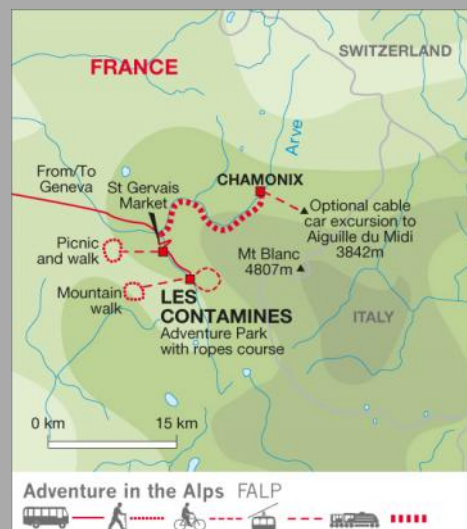 SWITZERLAND
FRANCE
Arve
From/To
Geneva
St Gervais
Market
CHAMONIX
Optional cable
car excursion to
Aiguille du Midi
3842m
Picnic
and walk
Mt Blanc
4807m
Mountain
walk
LES
CONTAMINES
Adventure Park
with ropes course
ITALY
0 km
15 km
Adventure in the Alps FALP